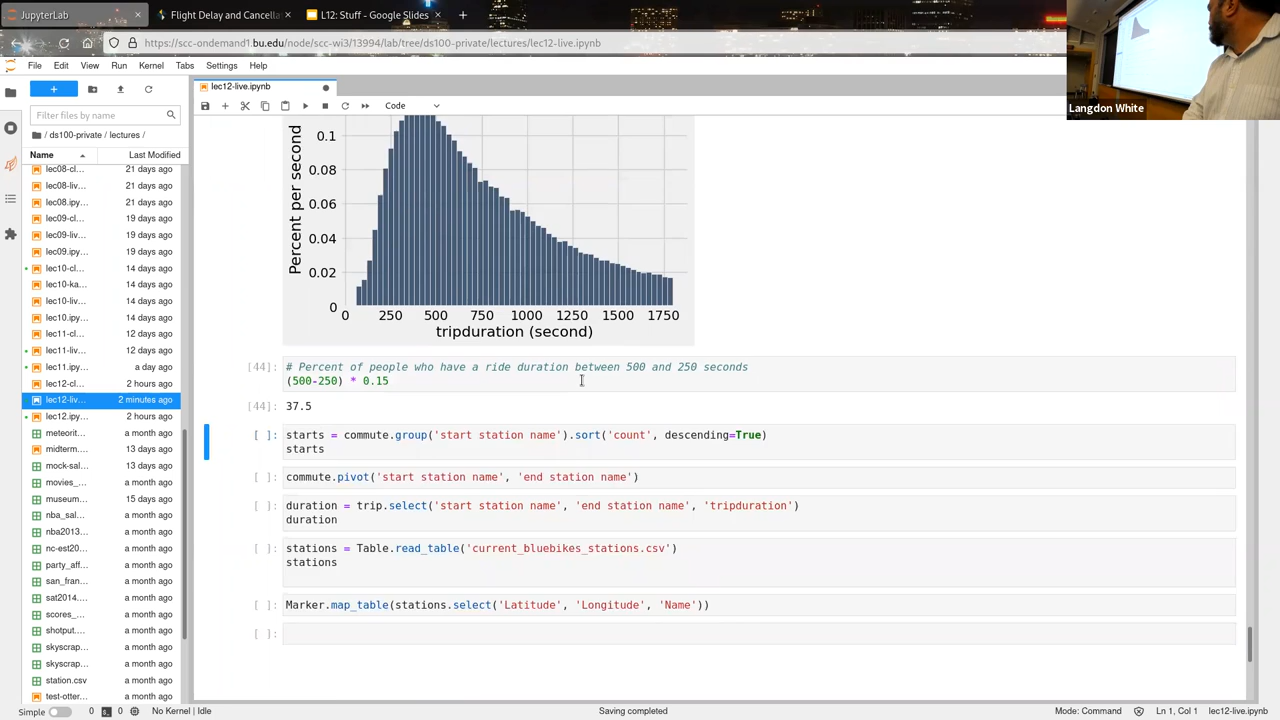 JupyterLab
Flight Delay and Cancella
L12: Stuff - Google Slides
https://scc-ondemand1.bu.edu/node/scc-wi3/13994/lab/tree/ds100-private/lectures/lec12-live.ipynb
File Edit View Run Kernel Tabs Settings Help
Langdon White
lec12-live.ipynb
Code
Filter files by name
/ ds100-private / lectures /
Name Last Modified
lec08-cl... 21 days ago
lec08-liv... 21 days ago
lec08.ipy... 21 days ago
lec09-cl... 19 days ago
lec09-liv... 19 days ago
lec09.ipy... 19 days ago
lec10-cl... 14 days ago
lec10-ka... 14 days ago
lec10-liv... 14 days ago
lec10.ipy... 14 days ago
lec11-cl... 12 days ago
lec11-liv... 12 days ago
lec11.ipy... a day ago
lec12-cl... 2 hours ago
lec12-liv... 2 minutes ago
lec12.ipy... 2 hours ago
meteorit... a month ago
midterm.... 13 days ago
mock-sal... 13 days ago
movies_... a month ago
museum... 15 days ago
nba_sal... a month ago
nba2013... a month ago
nc-est20... a month ago
party_aff... a month ago
san_fran... a month ago
sat2014.... a month ago
scores_... a month ago
shotput.... a month ago
skyscrap... a month ago
skyscrap... a month ago
station.csv a month ago
test-otter... a month ago
Percent per second
0.1
0.08
0.06
0.04
0.02
0
0 250 500 750 1000 1250 1500 1750
tripduration (second)
[44]: # Percent of people who have a ride duration between 500 and 250 seconds
(500-250) * 0.15
[44]: 37.5
[ ]: starts = commute.group('start station name').sort('count', descending=True)
starts
[ ]: commute.pivot('start station name', 'end station name')
[ ]: duration = trip.select('start station name', 'end station name', 'tripduration')
duration
[ ]: stations = Table.read_table('current_bluebikes_stations.csv')
stations
[ ]: Marker.map_table(stations.select('Latitude', 'Longitude', 'Name'))
[ ]:
Simple 0 0 No Kernel | Idle Saving completed Mode: Command Ln 1, Col 1 lec12-live.ipynb